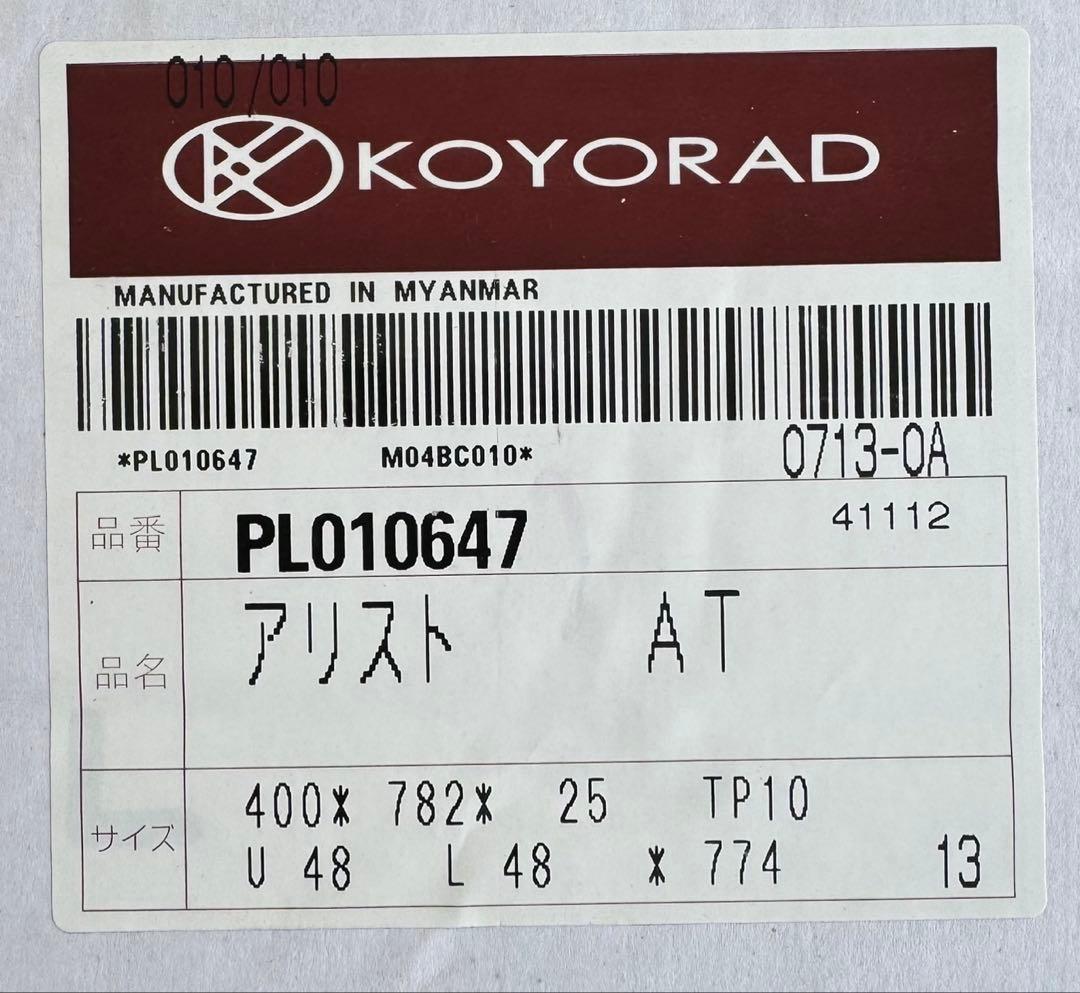 010/010
KOYORAD
MANUFACTURED IN MYANMAR
*PL010647 M04BC010*
0713-0A
品番 PL010647 41112
品名 アリスト AT
サイズ 400* 782* 25 TP10
U 48 L 48 * 774 13